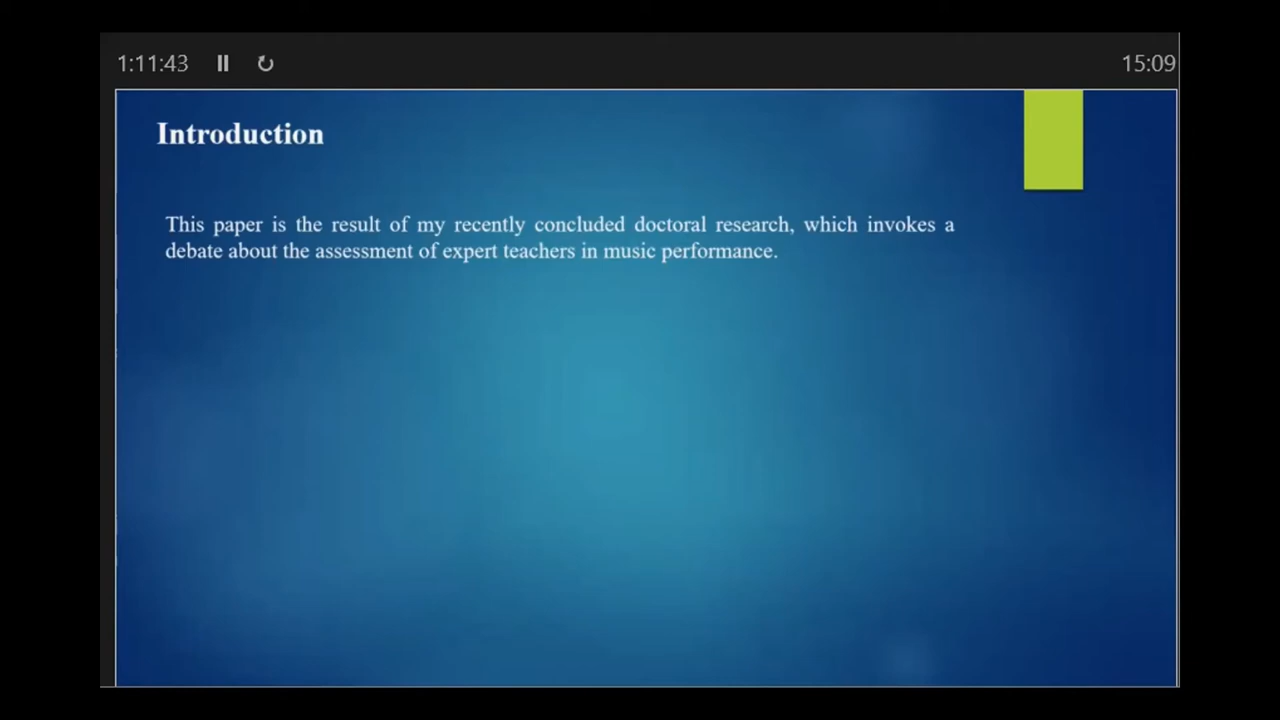 1:11:43
15:09
Introduction
This paper is the result of my recently concluded doctoral research, which invokes a
debate about the assessment of expert teachers in music performance.